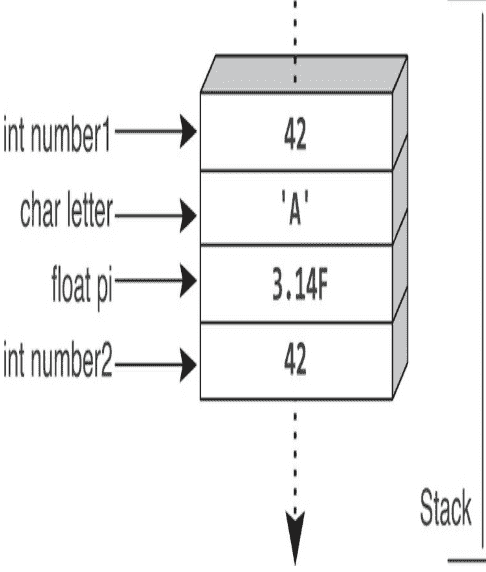 int number1 42
char letter 'A'
float pi 3.14F
int number2 42
Stack